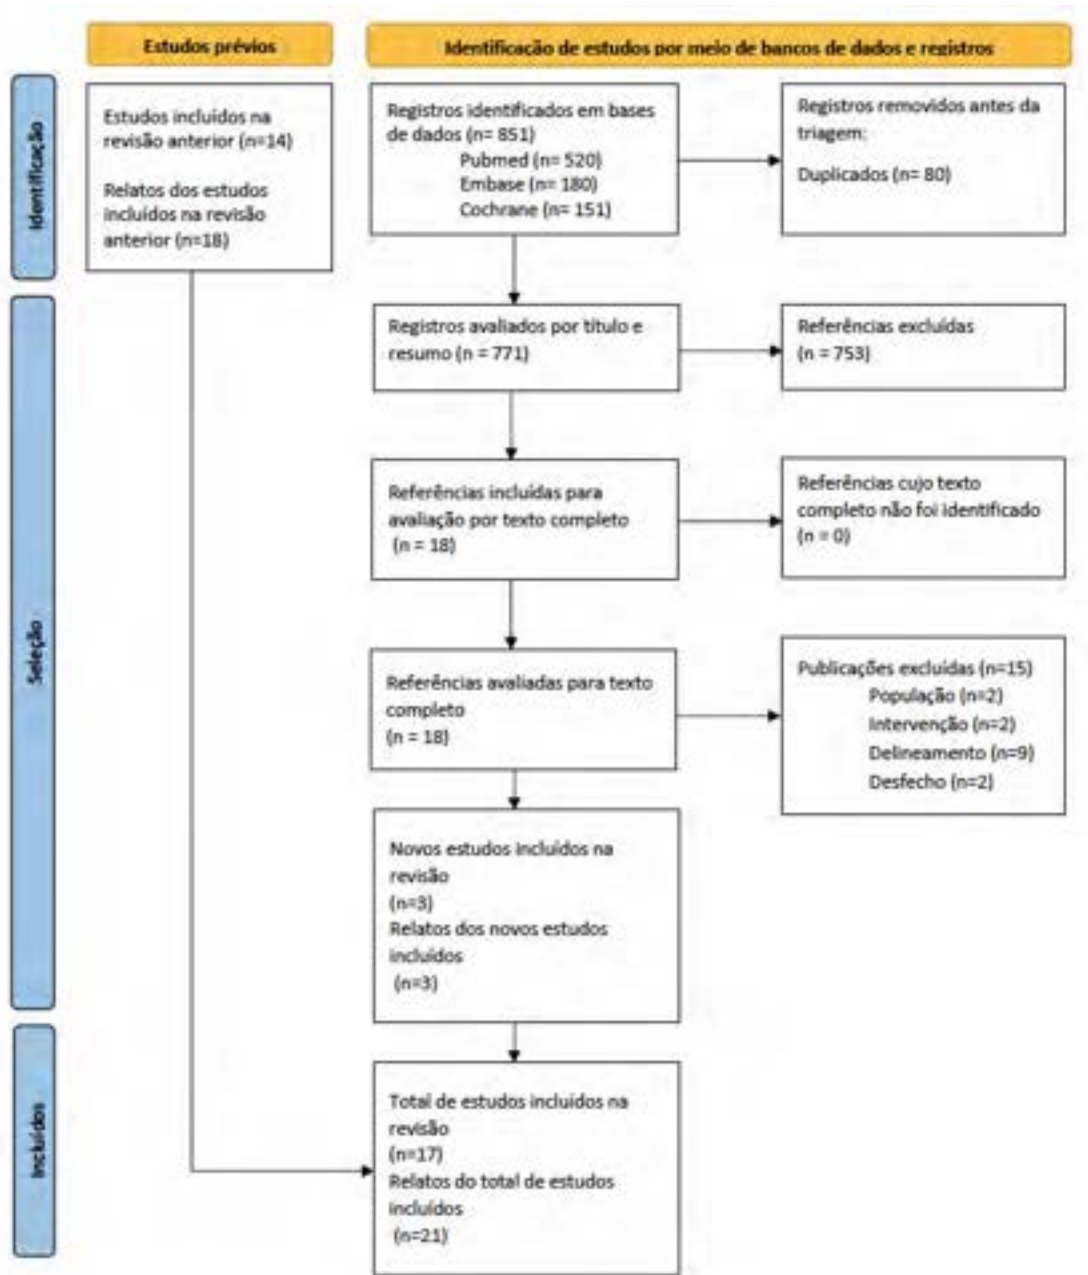 Estudos prévios
Identificação de estudos por meio de bancos de dados e registros
Identificação
Estudos incluídos na
revisão anterior (n=14)
Relatos dos estudos
incluídos na revisão
anterior (n=18)
Registros identificados em bases
de dados (n= 851)
Pubmed (n= 520)
Embase (n= 180)
Cochrane (n= 151)
Registros removidos antes da
triagem:
Duplicados (n= 80)
Seleção
Registros avaliados por título e
resumo (n = 771)
Referências excluídas
(n = 753)
Referências incluídas para
avaliação por texto completo
(n = 18)
Referências cujo texto
completo não foi identificado
(n = 0)
Referências avaliadas para texto
completo
(n = 18)
Publicações excluídas (n=15)
População (n=2)
Intervenção (n=2)
Delineamento (n=9)
Desfecho (n=2)
Novos estudos incluídos na
revisão
(n=3)
Relatos dos novos estudos
incluídos
(n=3)
Incluídos
Total de estudos incluídos na
revisão
(n=17)
Relatos do total de estudos
incluídos
(n=21)